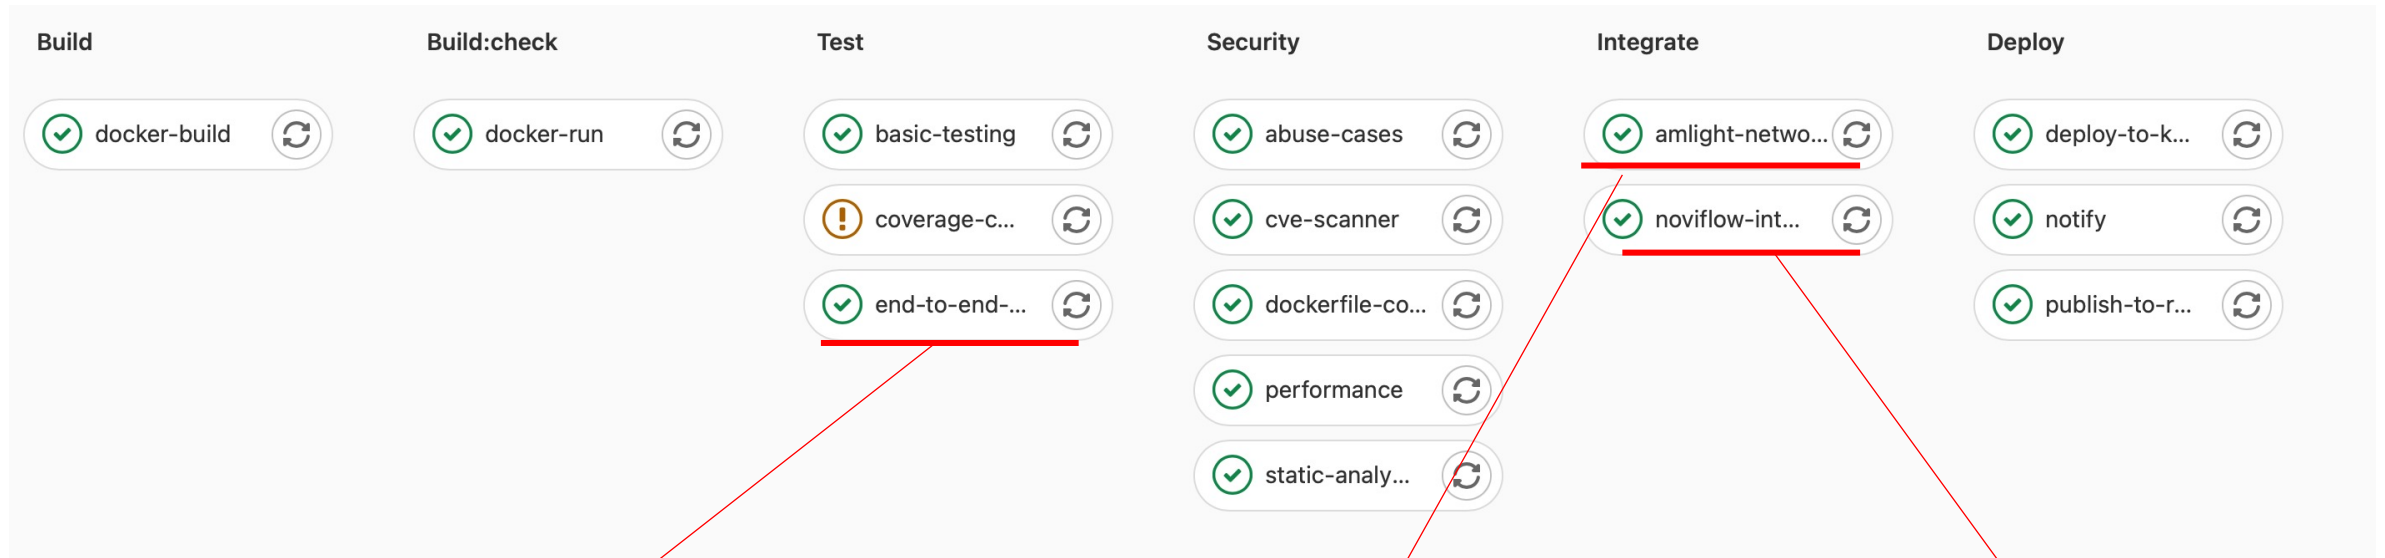 Build
docker-build
Build:check
docker-run
Test
basic-testing
coverage-c...
end-to-end-...
Security
abuse-cases
cve-scanner
dockerfile-co...
performance
static-analy...
Integrate
amlight-netwo...
noviflow-int...
Deploy
deploy-to-k...
notify
publish-to-r...